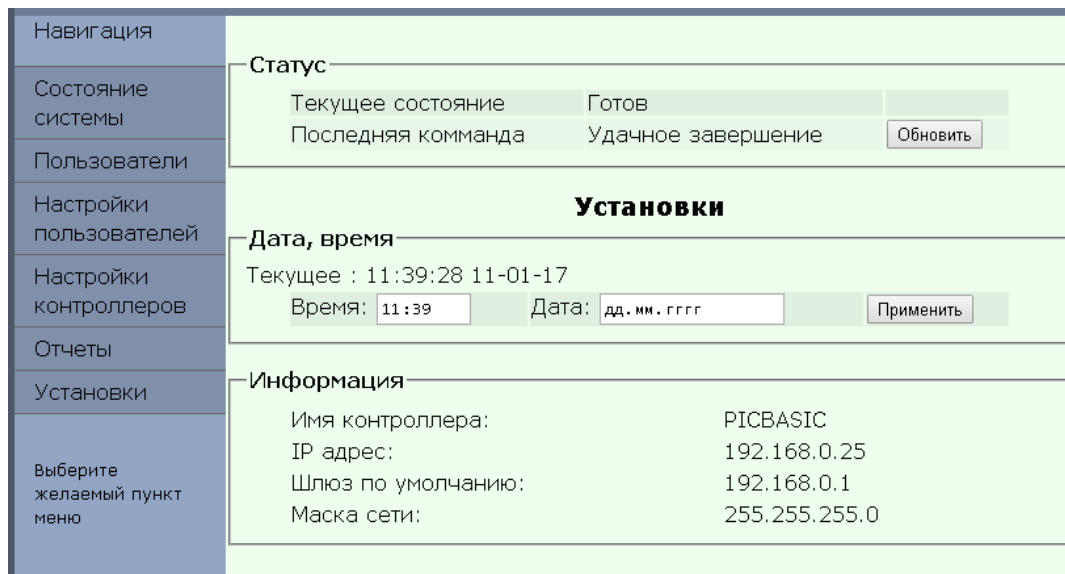 Навигация
Состояние
системы
Пользователи
Настройки
пользователей
Настройки
контроллеров
Отчеты
Установки
Выберите
желаемый пункт
меню
Статус
Текущее состояние Готов
Последняя комманда Удачное завершение Обновить
Установки
Дата, время
Текущее : 11:39:28 11-01-17
Время: 11:39 Дата: дд.мм.гггг Применить
Информация
Имя контроллера: PICBASIC
IP адрес: 192.168.0.25
Шлюз по умолчанию: 192.168.0.1
Маска сети: 255.255.255.0